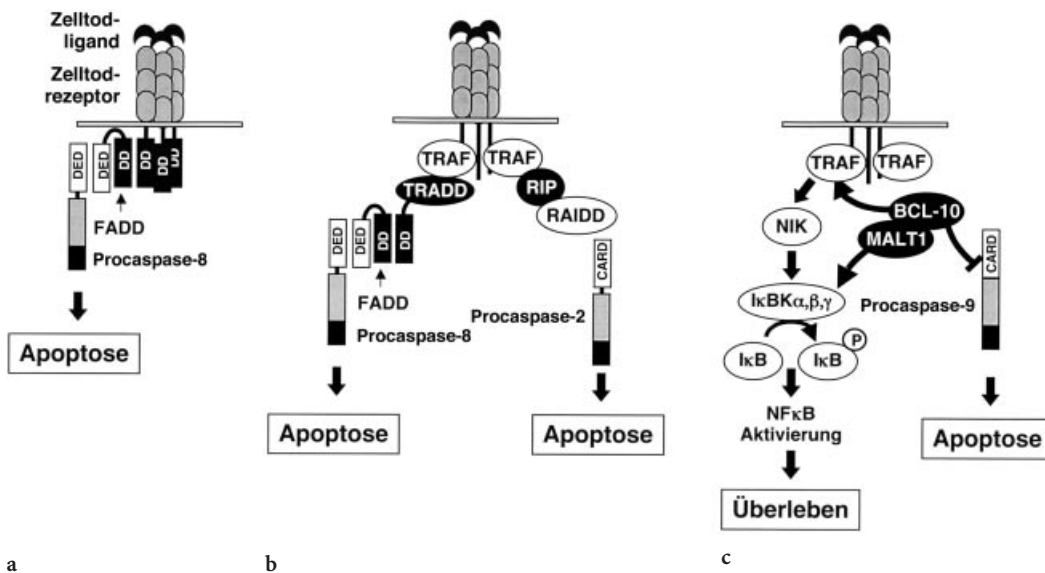 Zelltod-
ligand
Zelltod-
rezeptor
DED
DED
DD
DD
DD
DD
FADD
Procaspase-8
Apoptose
a
TRAF
TRAF
TRADD
RIP
RAIDD
DED
DED
DD
DD
CARD
FADD
Procaspase-8
Procaspase-2
Apoptose
Apoptose
b
TRAF
TRAF
NIK
BCL-10
MALT1
CARD
IκBKα,β,γ
Procaspase-9
IκB
IκB
P
NFκB
Aktivierung
Apoptose
Überleben
c